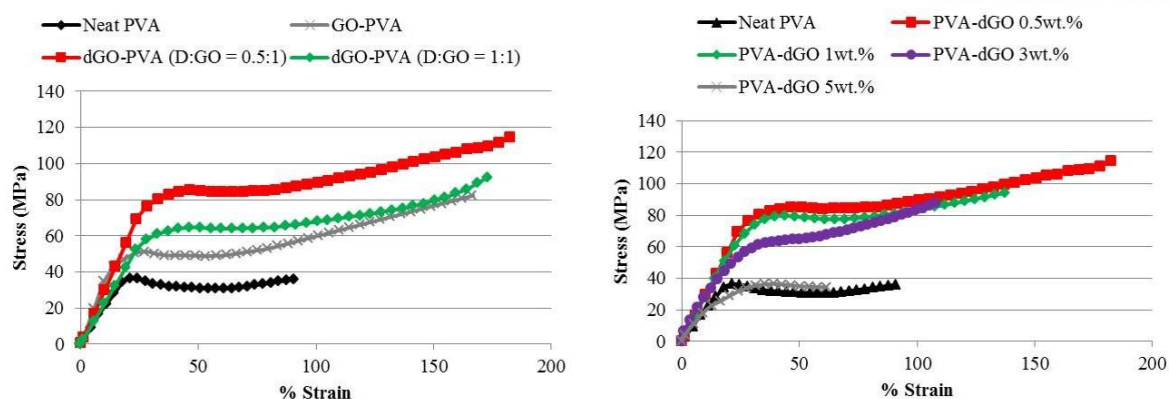 Neat PVA
GO-PVA
dGO-PVA (D:GO = 0.5:1)
dGO-PVA (D:GO = 1:1)
140
120
100
80
60
40
20
0
Stress (MPa)
0
50
100
150
200
% Strain
Neat PVA
PVA-dGO 0.5wt.%
PVA-dGO 1wt.%
PVA-dGO 3wt.%
PVA-dGO 5wt.%
140
120
100
80
60
40
20
0
Stress (MPa)
0
50
100
150
200
% Strain